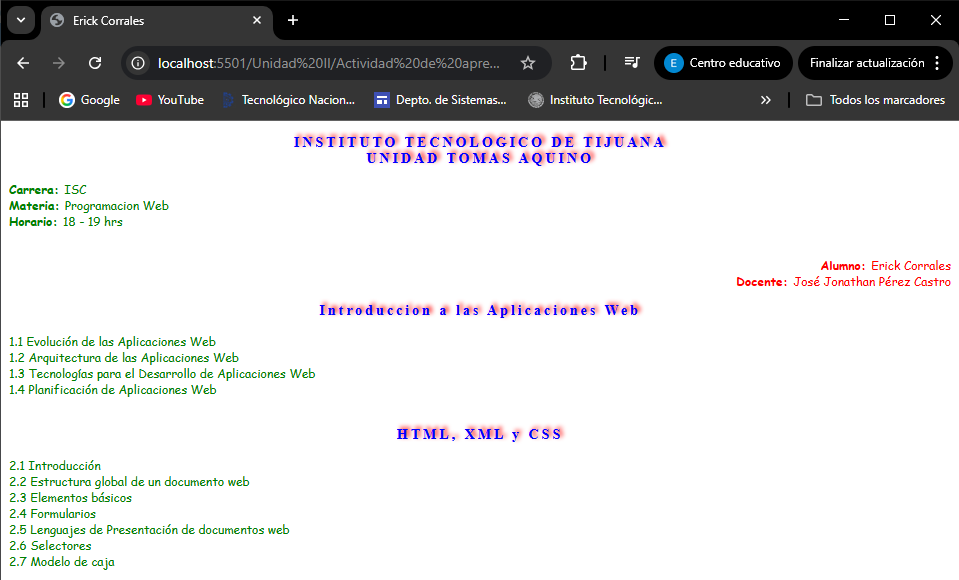 Erick Corrales
localhost:5501/Unidad%20II/Actividad%20de%20apre...
E Centro educativo
Finalizar actualización
Google
YouTube
Tecnológico Nacion...
Depto. de Sistemas...
Instituto Tecnológic...
Todos los marcadores
INSTITUTO TECNOLOGICO DE TIJUANA
UNIDAD TOMAS AQUINO
Carrera: ISC
Materia: Programacion Web
Horario: 18 - 19 hrs
Alumno: Erick Corrales
Docente: José Jonathan Pérez Castro
Introduccion a las Aplicaciones Web
1.1 Evolución de las Aplicaciones Web
1.2 Arquitectura de las Aplicaciones Web
1.3 Tecnologías para el Desarrollo de Aplicaciones Web
1.4 Planificación de Aplicaciones Web
HTML, XML y CSS
2.1 Introducción
2.2 Estructura global de un documento web
2.3 Elementos básicos
2.4 Formularios
2.5 Lenguajes de Presentación de documentos web
2.6 Selectores
2.7 Modelo de caja